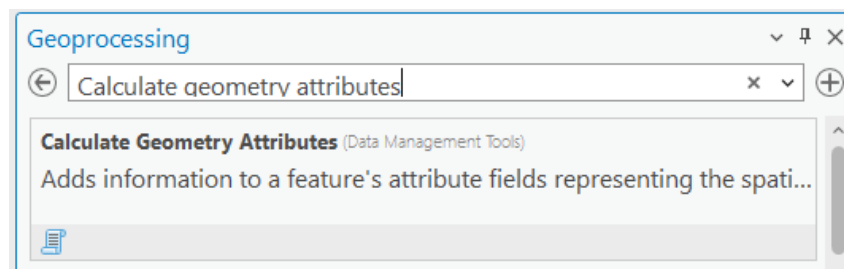 Geoprocessing
Calculate geometry attributes
Calculate Geometry Attributes (Data Management Tools)
Adds information to a feature's attribute fields representing the spati...